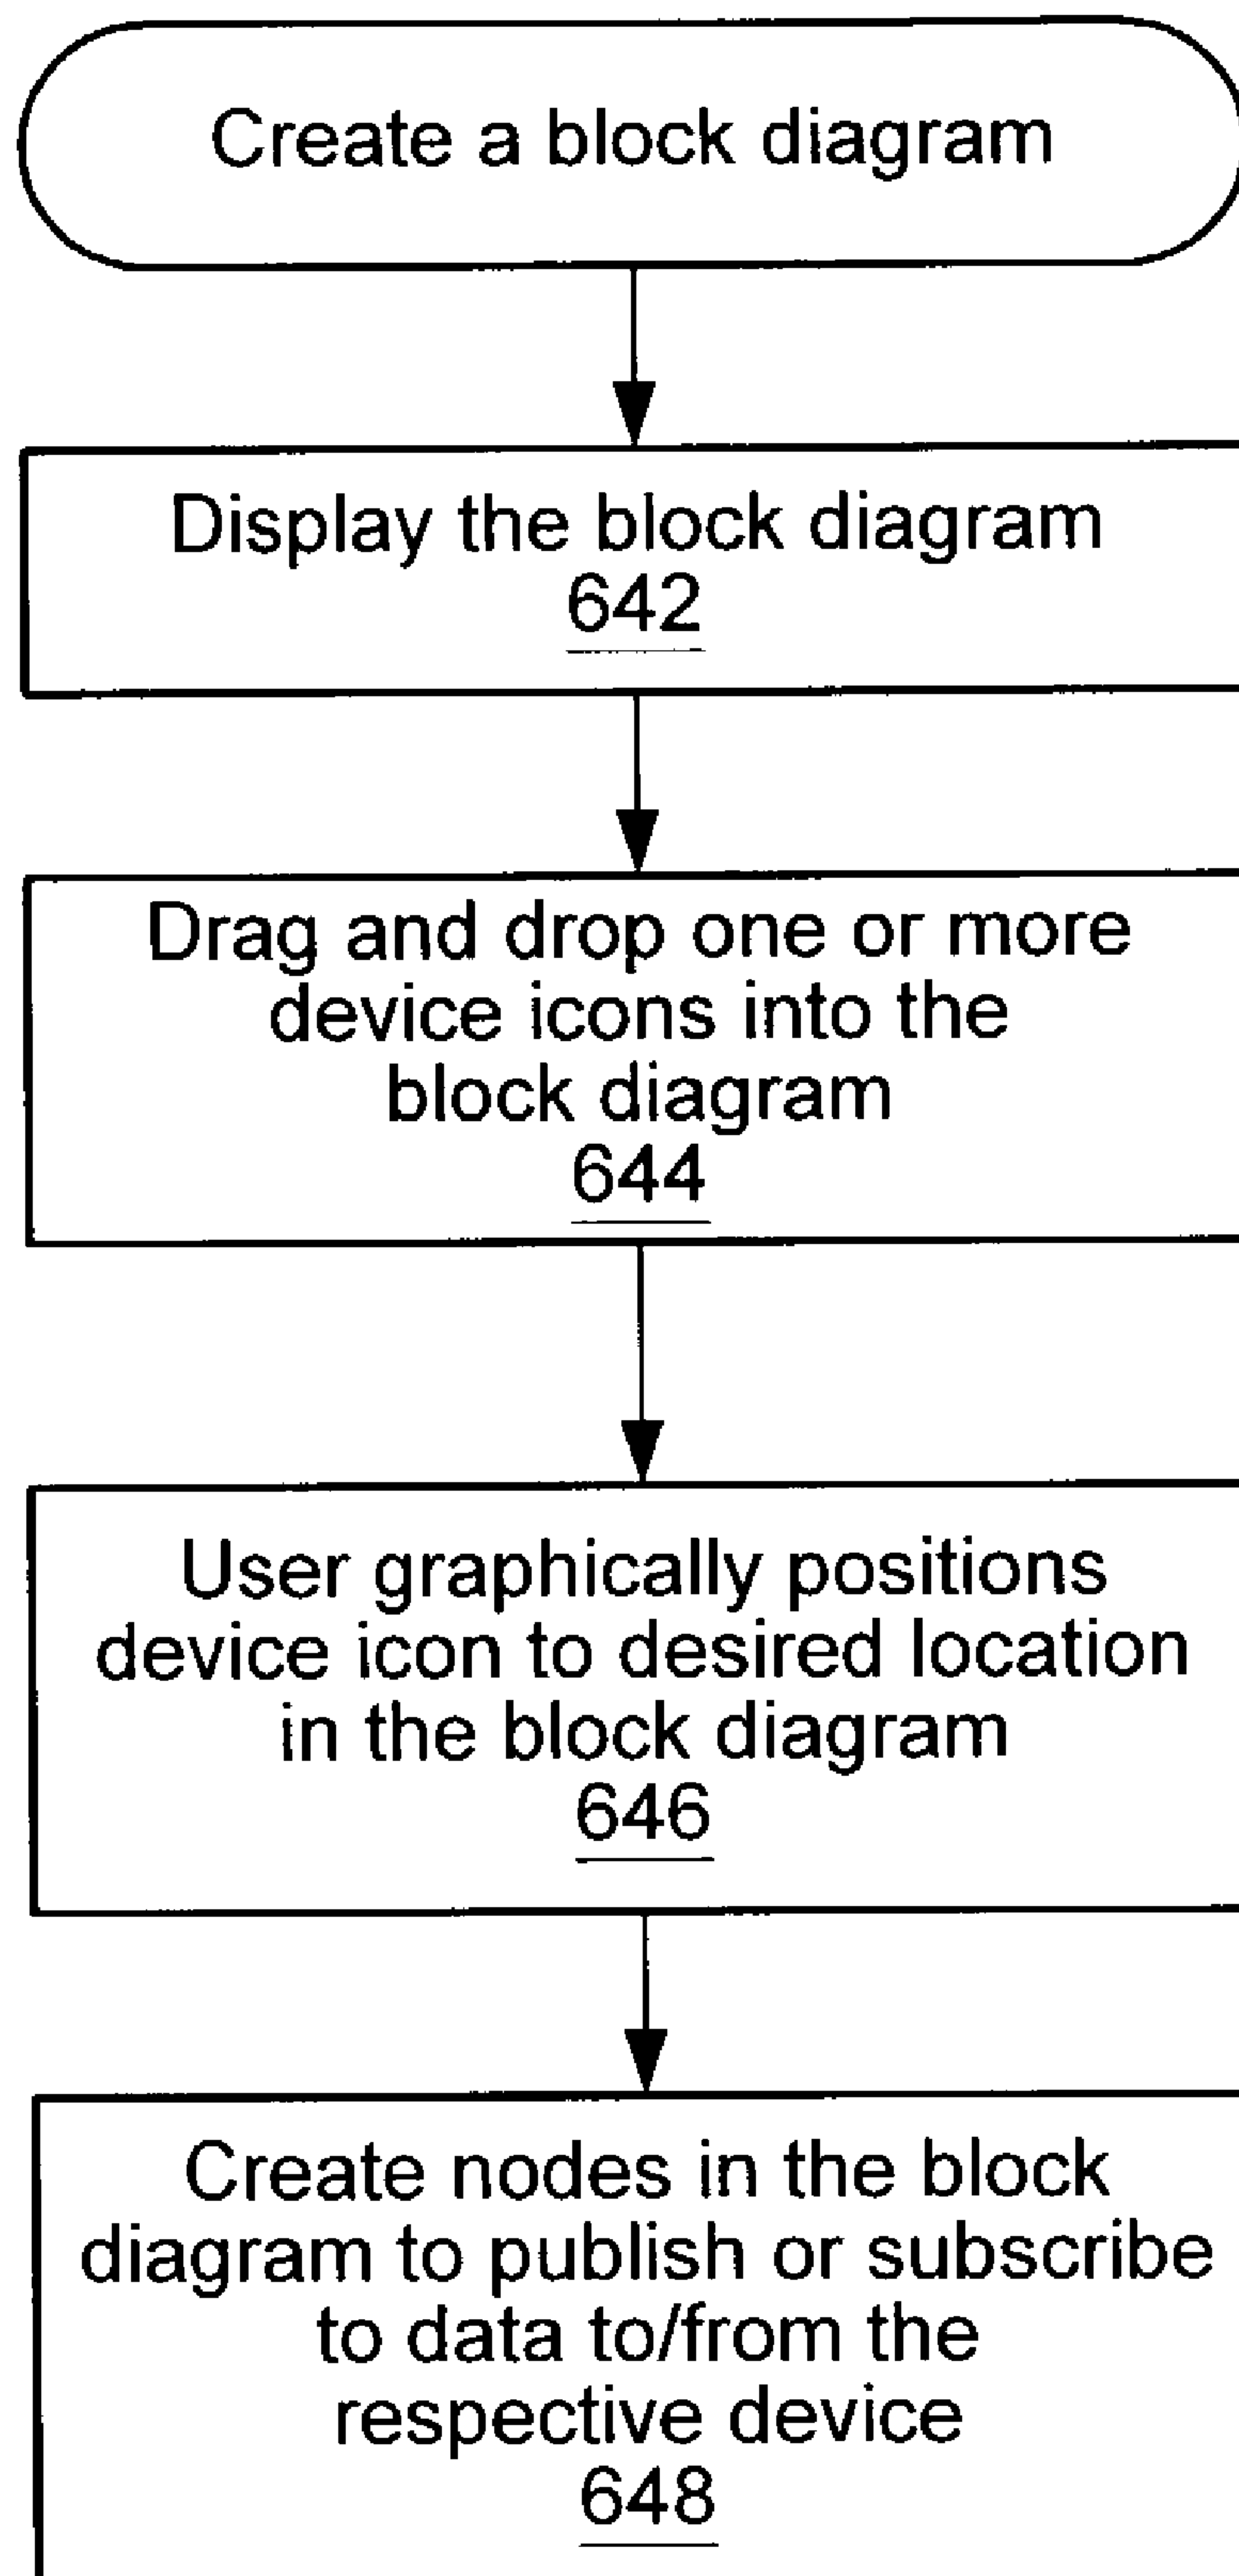 Create a block diagram
Display the block diagram
642
Drag and drop one or more
device icons into the
block diagram
644
User graphically positions
device icon to desired location
in the block diagram
646
Create nodes in the block
diagram to publish or subscribe
to data to/from the
respective device
648